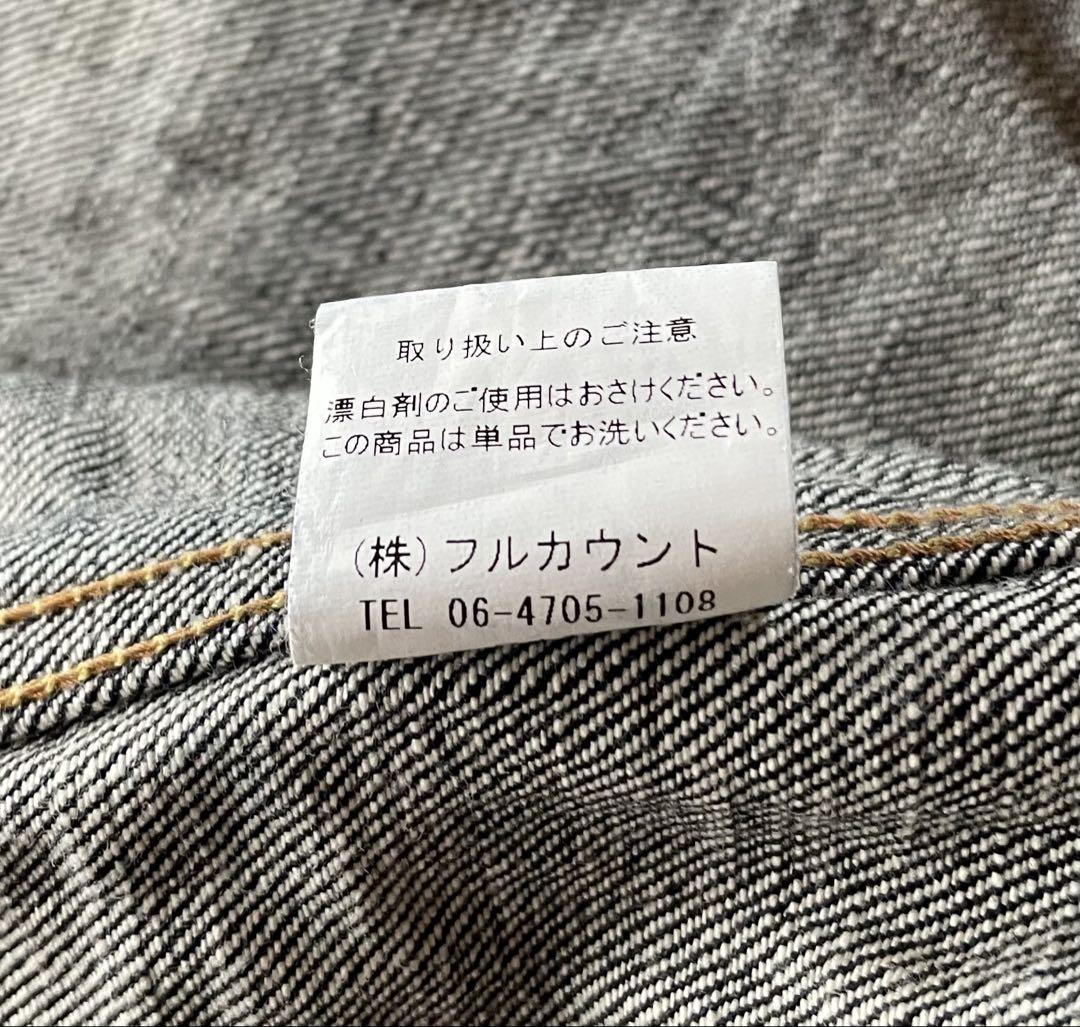 取り扱い上のご注意
漂白剤のご使用はおさけください。
この商品は単品でお洗いください。
(株)フルカウント
TEL 06-4705-1108